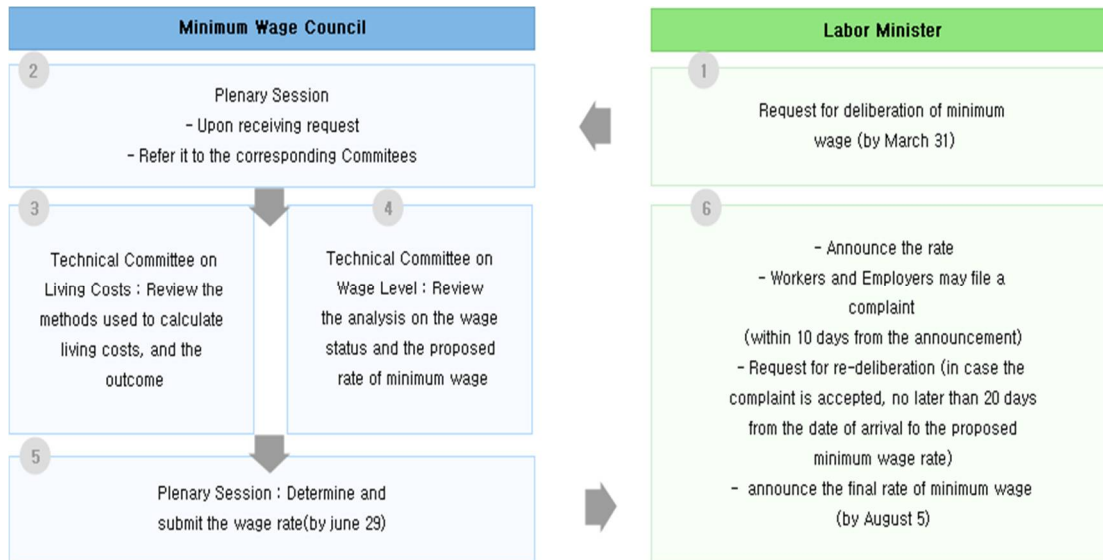 Minimum Wage Council
Labor Minister
1
Request for deliberation of minimum
wage (by March 31)
2
Plenary Session
- Upon receiving request
- Refer it to the corresponding Commitees
3
Technical Committee on
Living Costs : Review the
methods used to calculate
living costs, and the
outcome
4
Technical Committee on
Wage Level : Review
the analysis on the wage
status and the proposed
rate of minimum wage
5
Plenary Session : Determine and
submit the wage rate(by june 29)
6
- Announce the rate
- Workers and Employers may file a
complaint
(within 10 days from the announcement)
- Request for re-deliberation (in case the
complaint is accepted, no later than 20 days
from the date of arrival fo the proposed
minimum wage rate)
- announce the final rate of minimum wage
(by August 5)